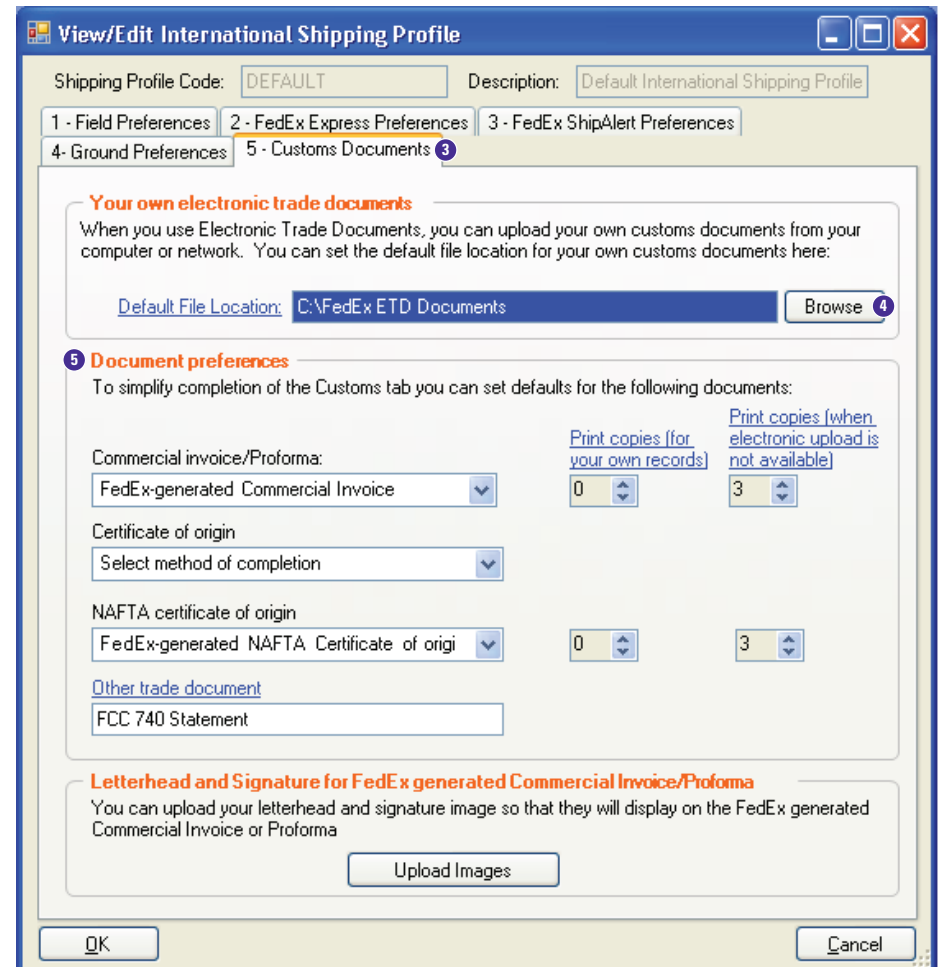 View/Edit International Shipping Profile
Shipping Profile Code: DEFAULT Description: Default International Shipping Profile
1 - Field Preferences 2 - FedEx Express Preferences 3 - FedEx ShipAlert Preferences
4- Ground Preferences 5 - Customs Documents 3
Your own electronic trade documents
When you use Electronic Trade Documents, you can upload your own customs documents from your
computer or network. You can set the default file location for your own customs documents here:
Default File Location: C:\FedEx ETD Documents Browse 4
5 Document preferences
To simplify completion of the Customs tab you can set defaults for the following documents:
Print copies (for
your own records)
Print copies (when
electronic upload is
not available)
Commercial invoice/Proforma:
FedEx-generated Commercial Invoice 0 3
Certificate of origin
Select method of completion
NAFTA certificate of origin
FedEx-generated NAFTA Certificate of origi 0 3
Other trade document
FCC 740 Statement
Letterhead and Signature for FedEx generated Commercial Invoice/Proforma
You can upload your letterhead and signature image so that they will display on the FedEx generated
Commercial Invoice or Proforma
Upload Images
OK Cancel